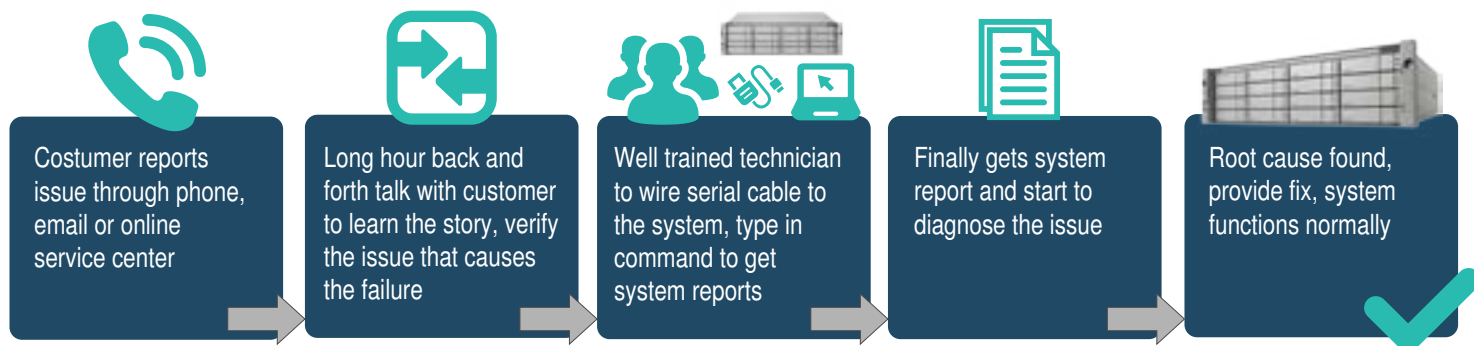 Costumer reports
issue through phone,
email or online
service center
Long hour back and
forth talk with customer
to learn the story, verify
the issue that causes
the failure
Well trained technician
to wire serial cable to
the system, type in
command to get
system reports
Finally gets system
report and start to
diagnose the issue
Root cause found,
provide fix, system
functions normally